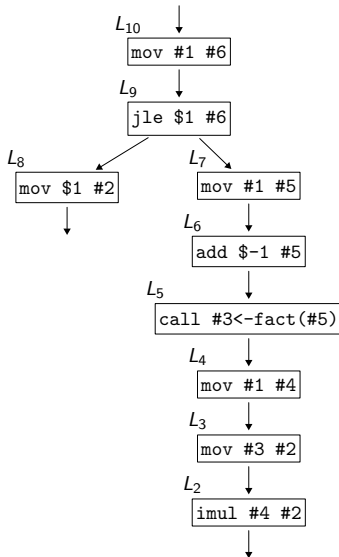 L10
mov #1 #6
L9
jle $1 #6
L8
mov $1 #2
L7
mov #1 #5
L6
add $-1 #5
L5
call #3<-fact(#5)
L4
mov #1 #4
L3
mov #3 #2
L2
imul #4 #2